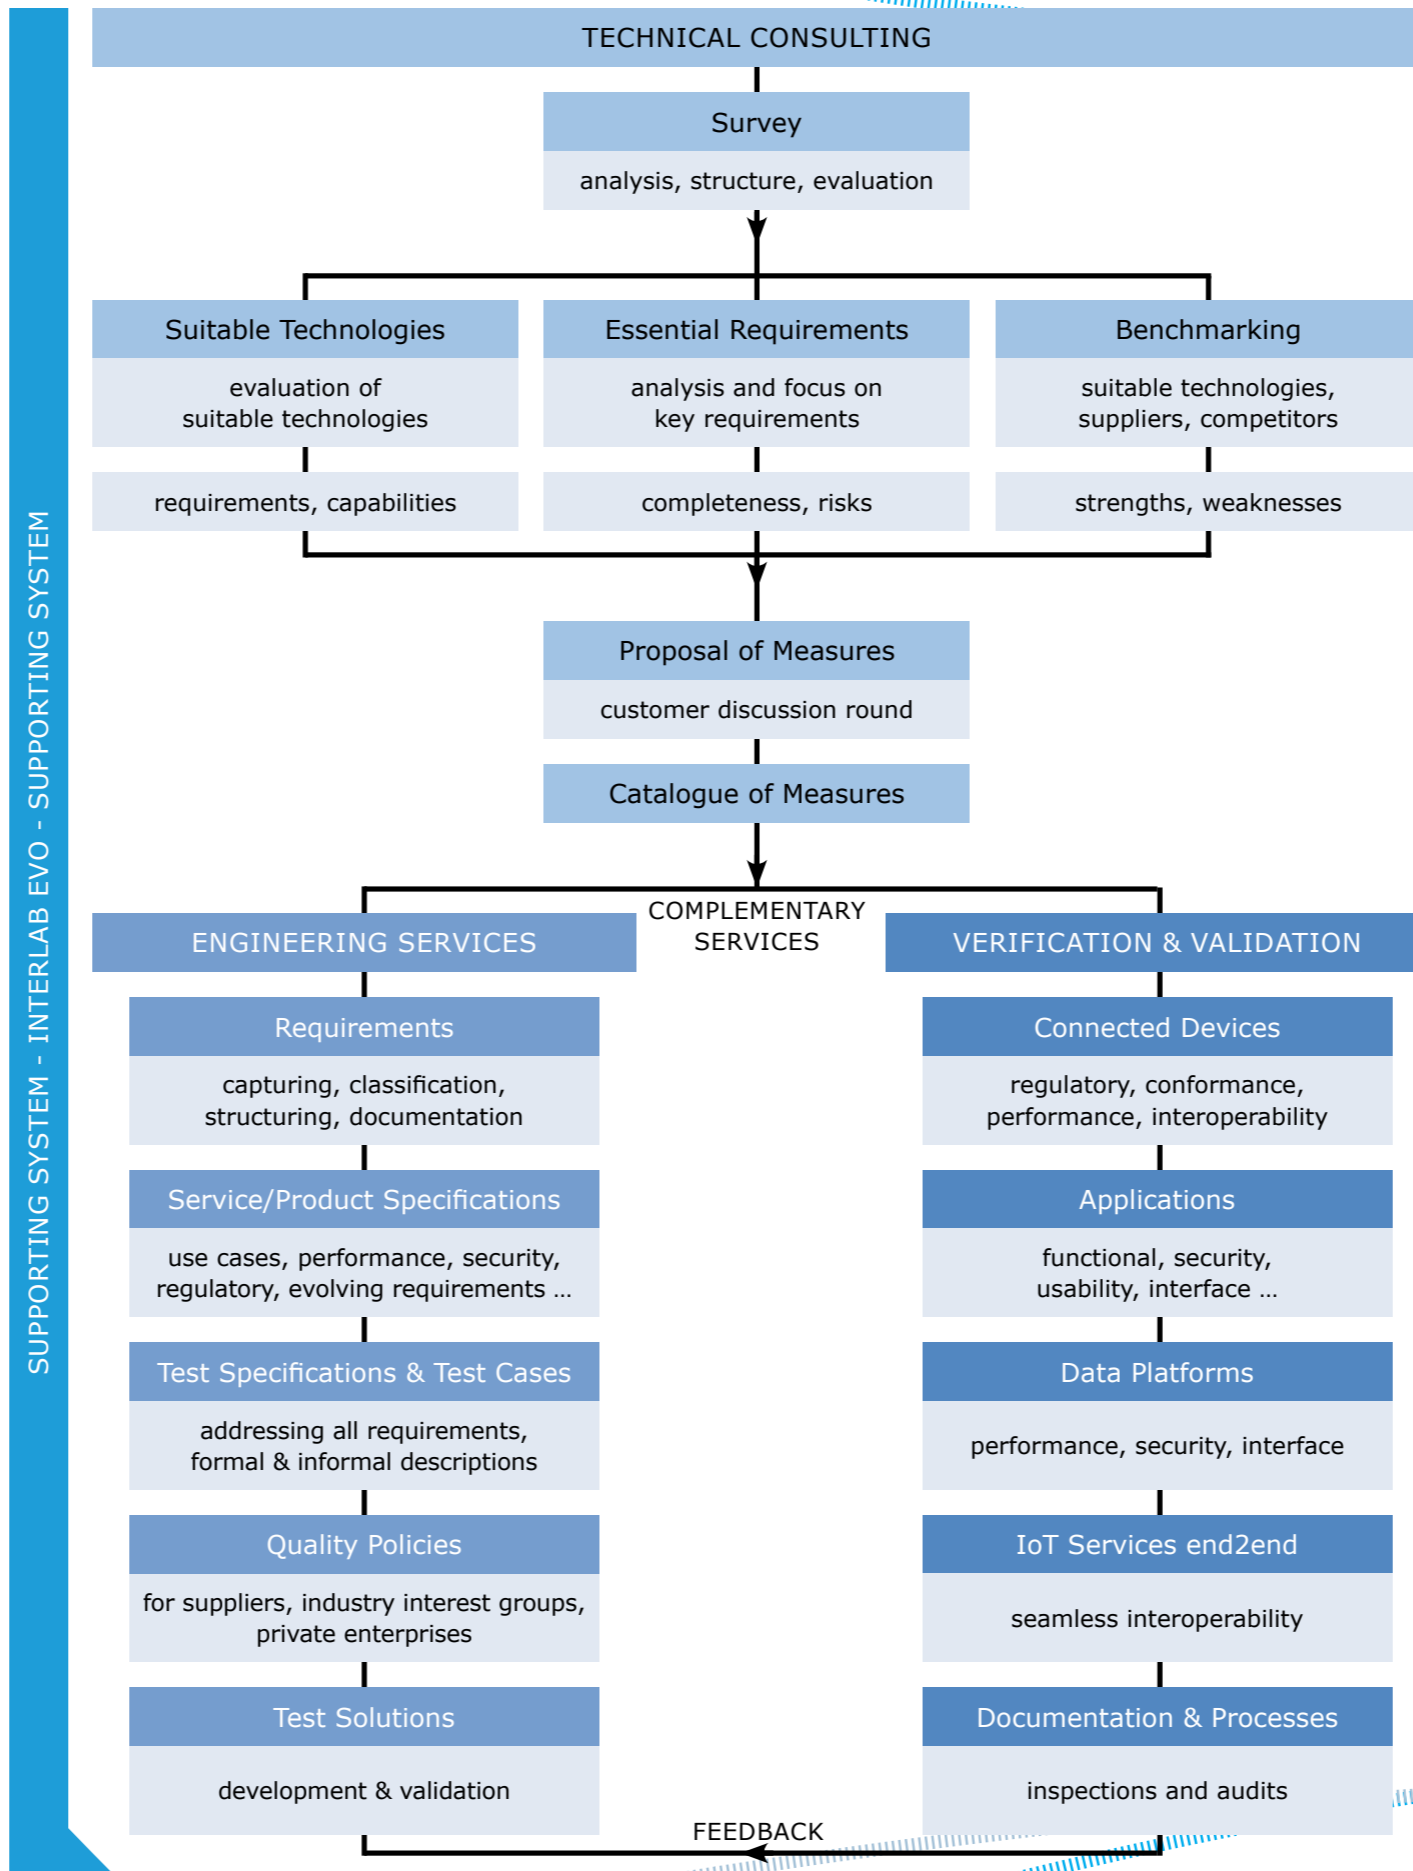 TECHNICAL CONSULTING
Survey
analysis, structure, evaluation
Suitable Technologies
evaluation of
suitable technologies
requirements, capabilities
Essential Requirements
analysis and focus on
key requirements
completeness, risks
Benchmarking
suitable technologies,
suppliers, competitors
strengths, weaknesses
Proposal of Measures
customer discussion round
Catalogue of Measures
COMPLEMENTARY
SERVICES
ENGINEERING SERVICES
Requirements
capturing, classification,
structuring, documentation
Service/Product Specifications
use cases, performance, security,
regulatory, evolving requirements ...
Test Specifications & Test Cases
addressing all requirements,
formal & informal descriptions
Quality Policies
for suppliers, industry interest groups,
private enterprises
Test Solutions
development & validation
VERIFICATION & VALIDATION
Connected Devices
regulatory, conformance,
performance, interoperability
Applications
functional, security,
usability, interface ...
Data Platforms
performance, security, interface
IoT Services end2end
seamless interoperability
Documentation & Processes
inspections and audits
FEEDBACK
SUPPORTING SYSTEM - INTERLAB EVO - SUPPORTING SYSTEM